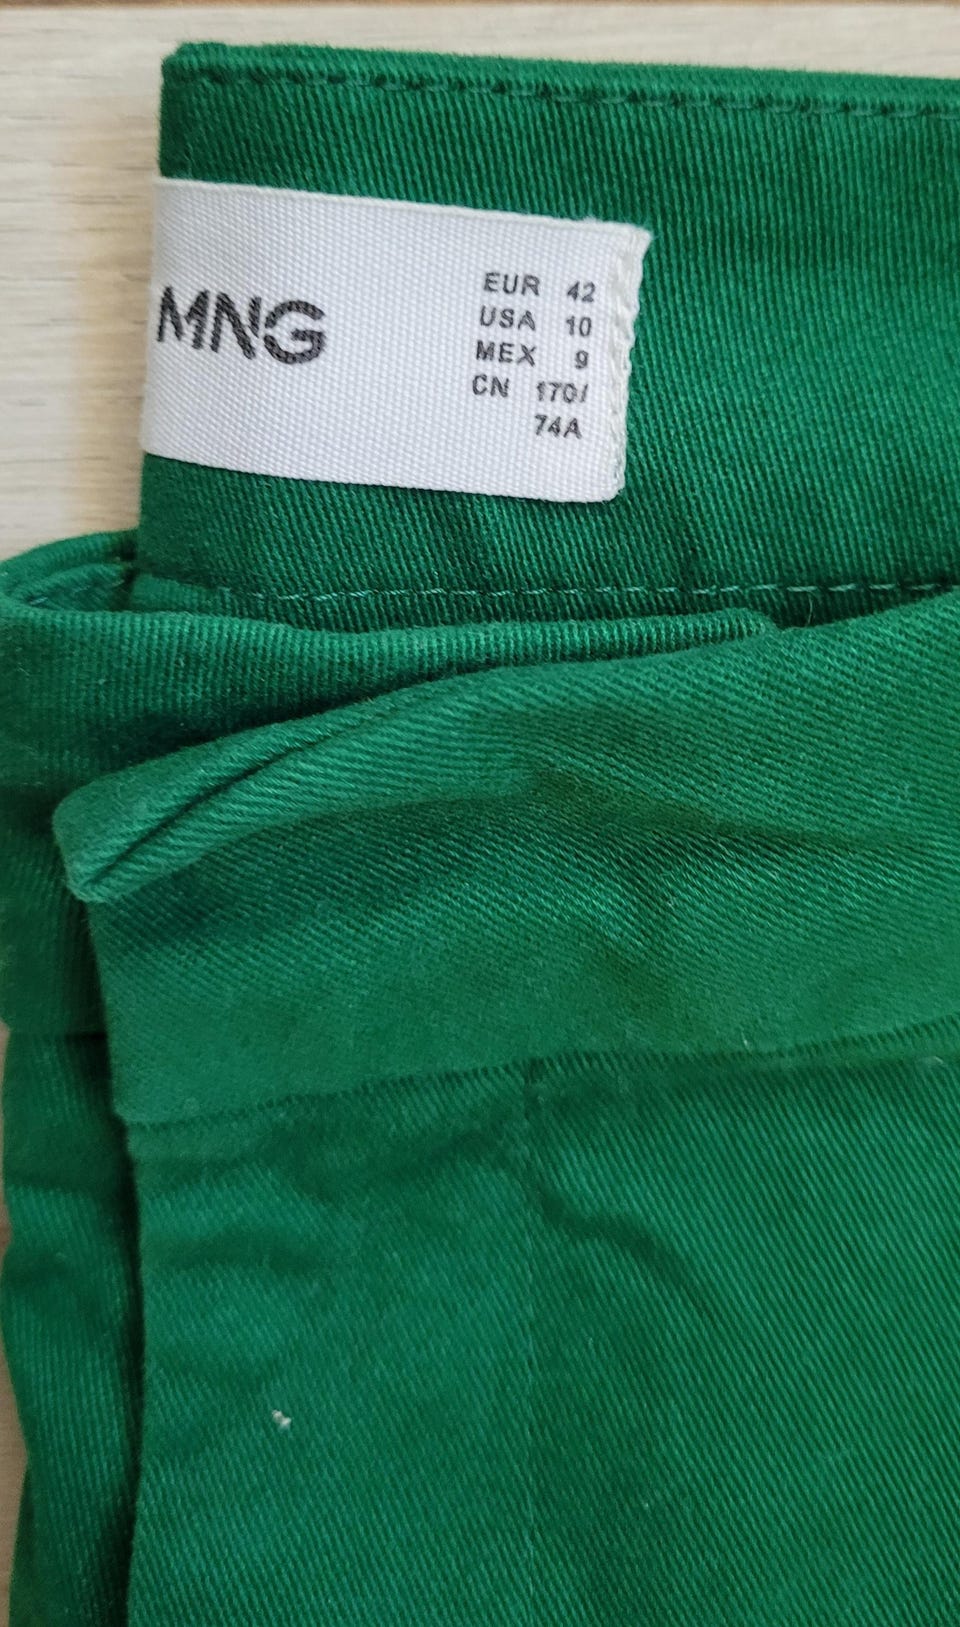 MNG
EUR 42
USA 10
MEX 9
CN 170/
74A